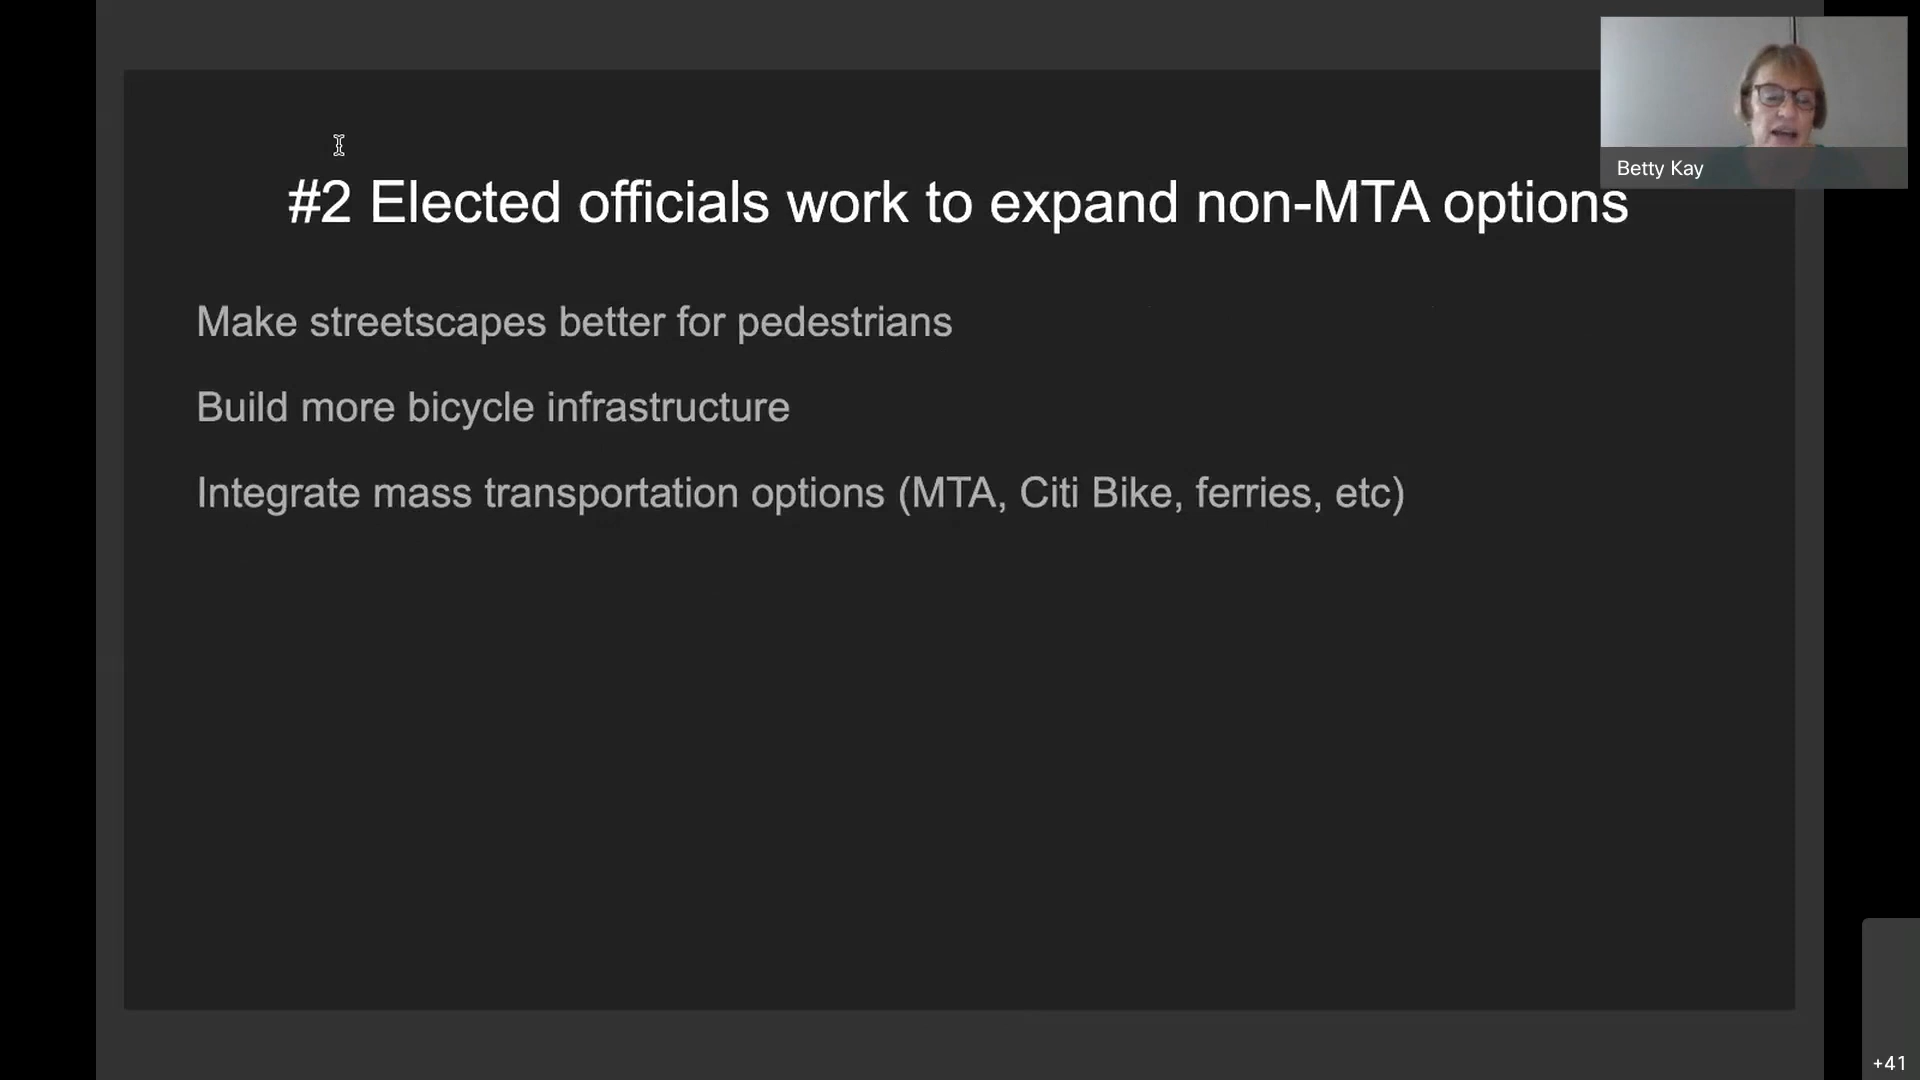 #2 Elected officials work to expand non-MTA options
Make streetscapes better for pedestrians
Build more bicycle infrastructure
Integrate mass transportation options (MTA, Citi Bike, ferries, etc)
Betty Kay
+41